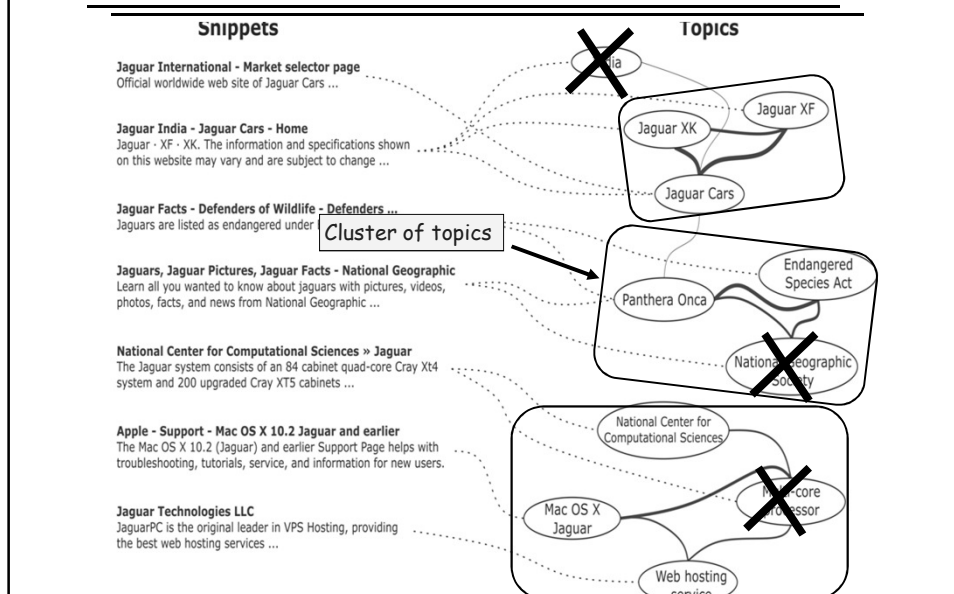 Snippets
Topics
Jaguar International - Market selector page
Official worldwide web site of Jaguar Cars ...
Jaguar India - Jaguar Cars - Home
Jaguar · XF · XK. The information and specifications shown
on this website may vary and are subject to change ...
Jaguar Facts - Defenders of Wildlife - Defenders ...
Jaguars are listed as endangered under
Jaguars, Jaguar Pictures, Jaguar Facts - National Geographic
Learn all you wanted to know about jaguars with pictures, videos,
photos, facts, and news from National Geographic ...
National Center for Computational Sciences » Jaguar
The Jaguar system consists of an 84 cabinet quad-core Cray Xt4
system and 200 upgraded Cray XT5 cabinets ...
Apple - Support - Mac OS X 10.2 Jaguar and earlier
The Mac OS X 10.2 (Jaguar) and earlier Support Page helps with
troubleshooting, tutorials, service, and information for new users.
Jaguar Technologies LLC
JaguarPC is the original leader in VPS Hosting, providing
the best web hosting services ...
Cluster of topics
Jaguar XF
Jaguar XK
Jaguar Cars
Endangered
Species Act
Panthera Onca
National Geographic
Society
National Center for
Computational Sciences
Mac OS X
Jaguar
Web hosting
service